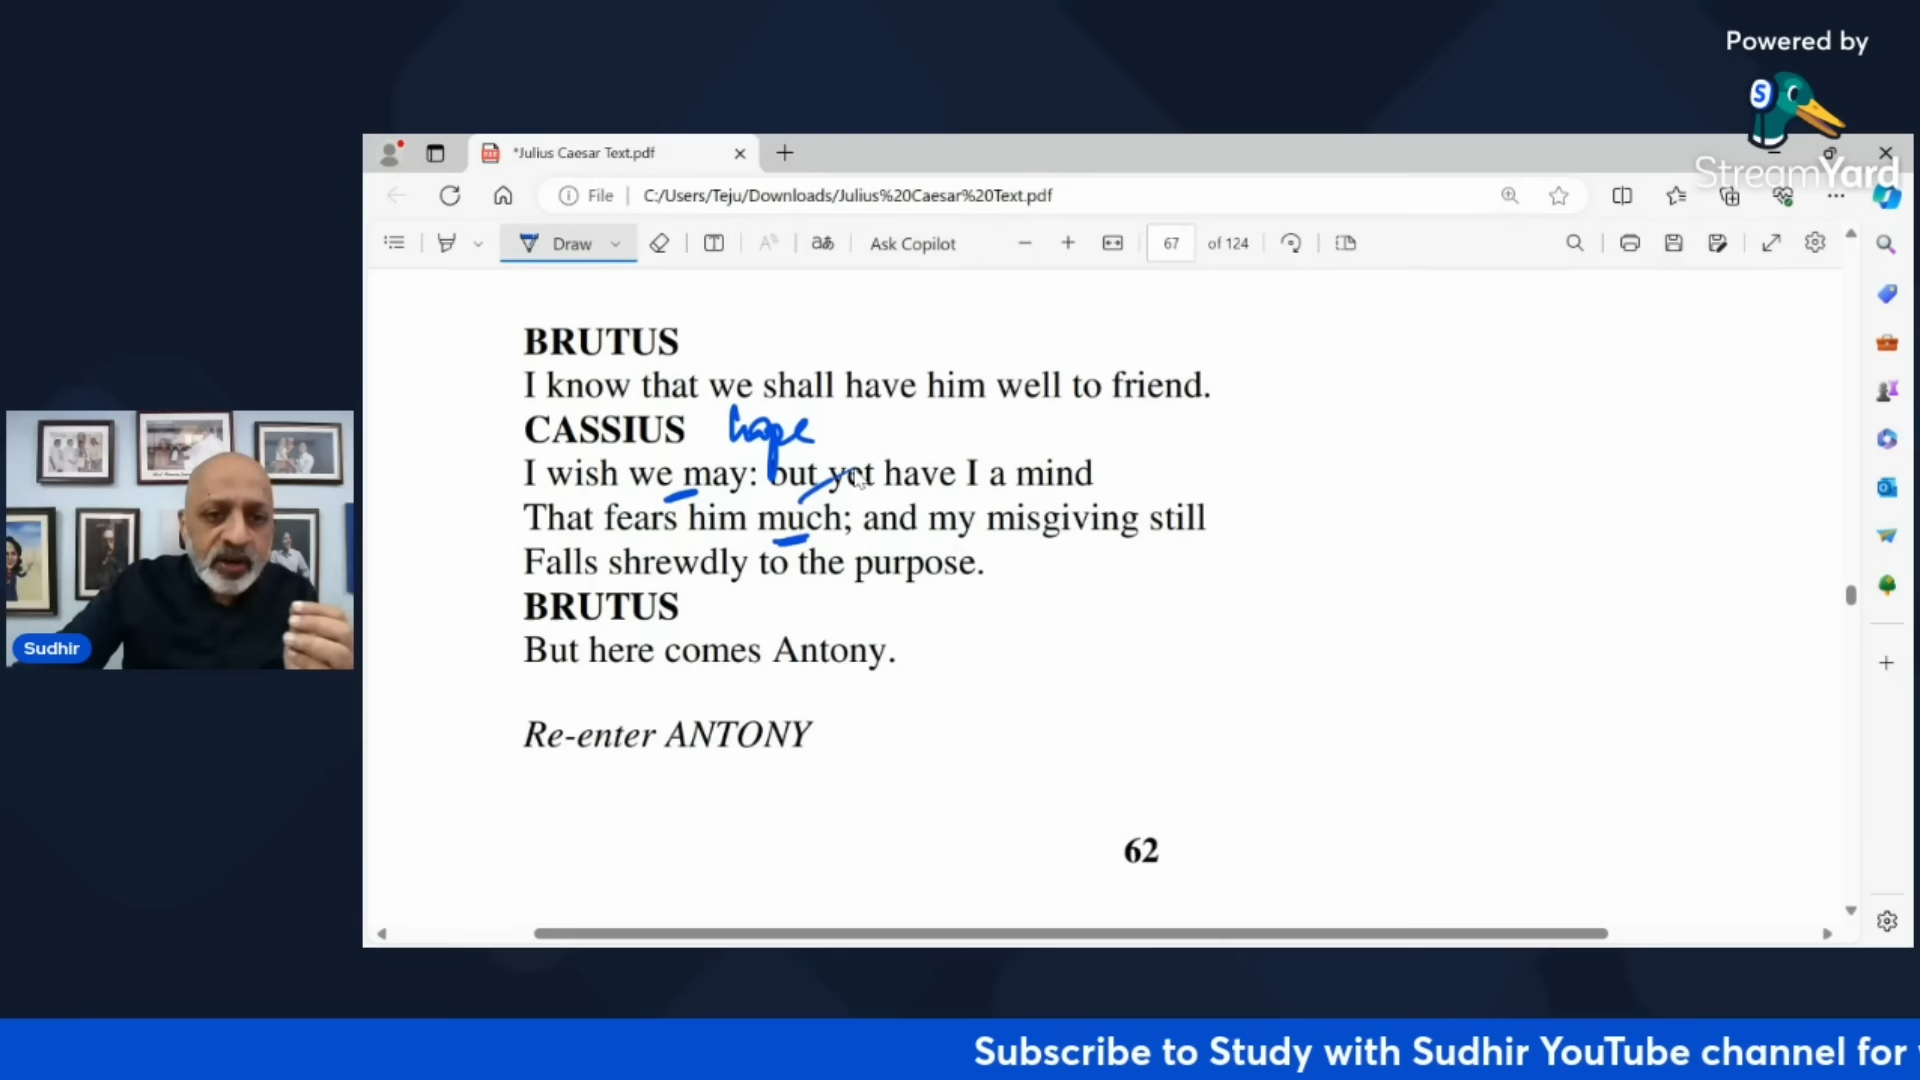 Powered by
S
StreamYard
*Julius Caesar Text.pdf
File
C:/Users/Teju/Downloads/Julius%20Caesar%20Text.pdf
Draw
aあ
Ask Copilot
67
of 124
BRUTUS
I know that we shall have him well to friend.
CASSIUS
hope
I wish we may: but yet have I a mind
That fears him much; and my misgiving still
Falls shrewdly to the purpose.
BRUTUS
But here comes Antony.
Re-enter ANTONY
62
Sudhir
Subscribe to Study with Sudhir YouTube channel for